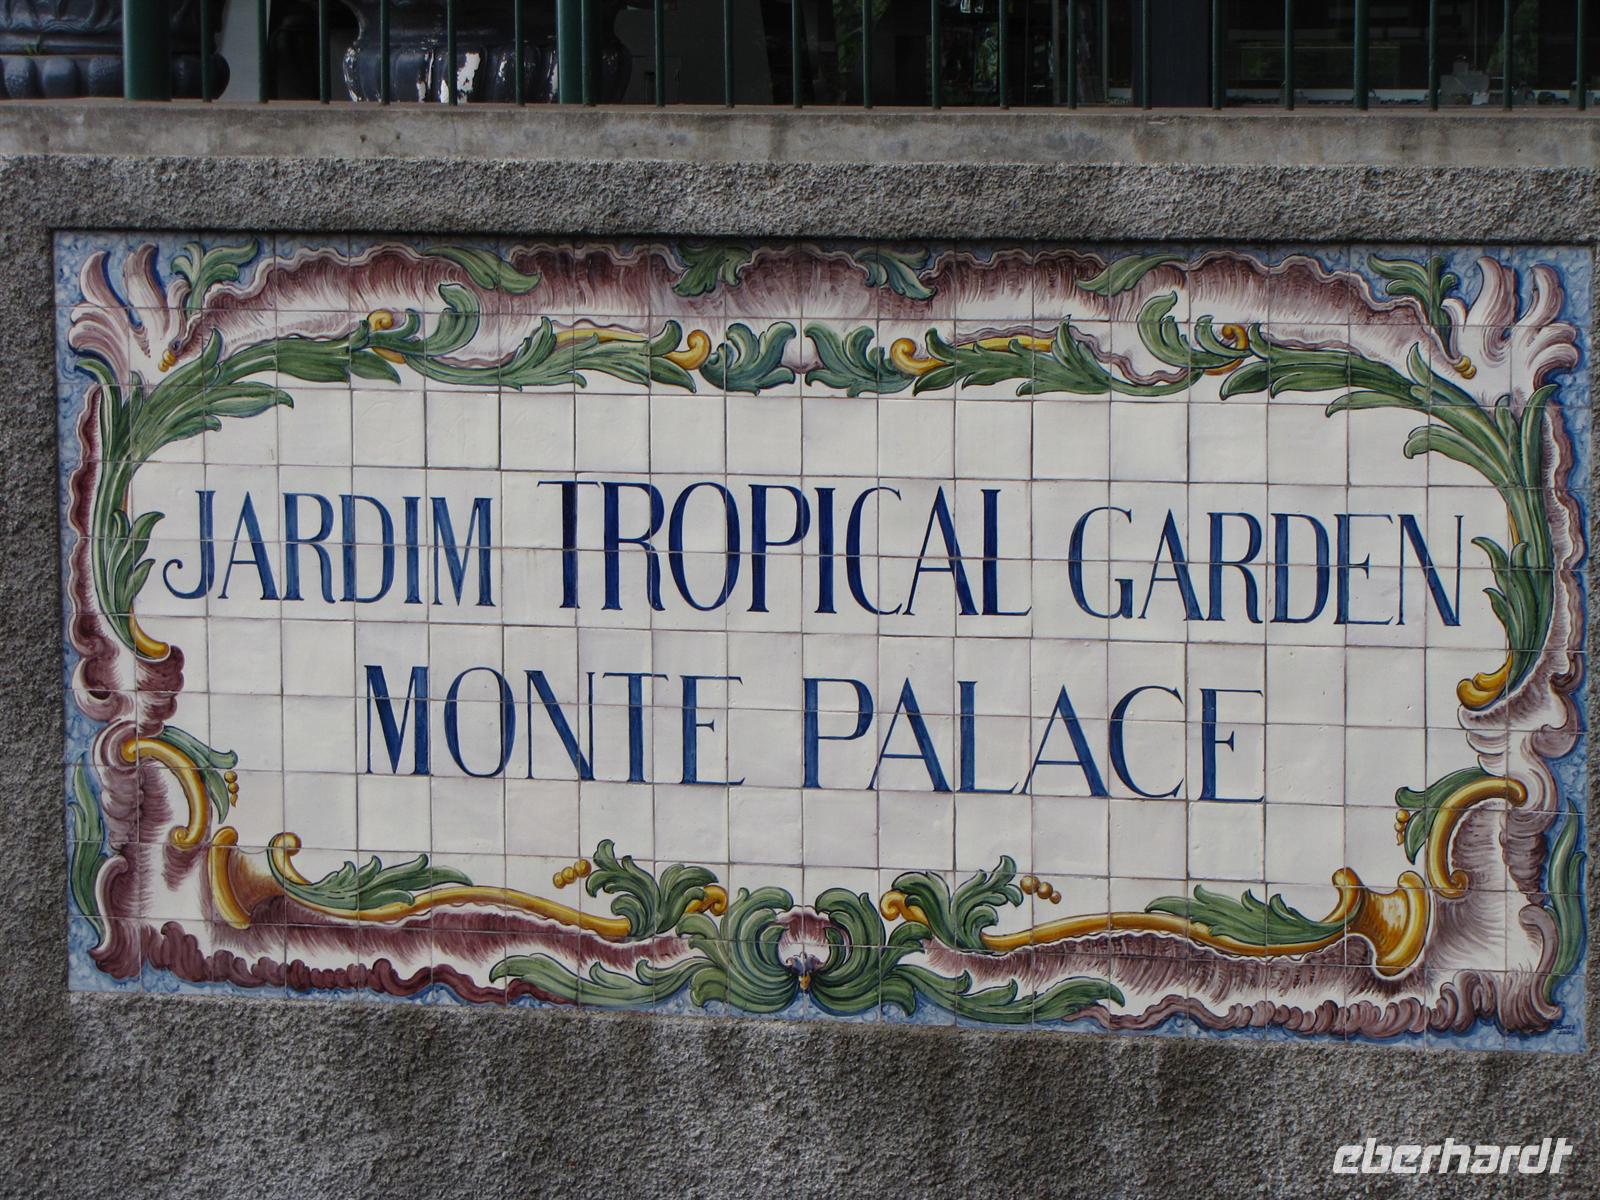 JARDIM TROPICAL GARDEN
MONTE PALACE
eberhardt